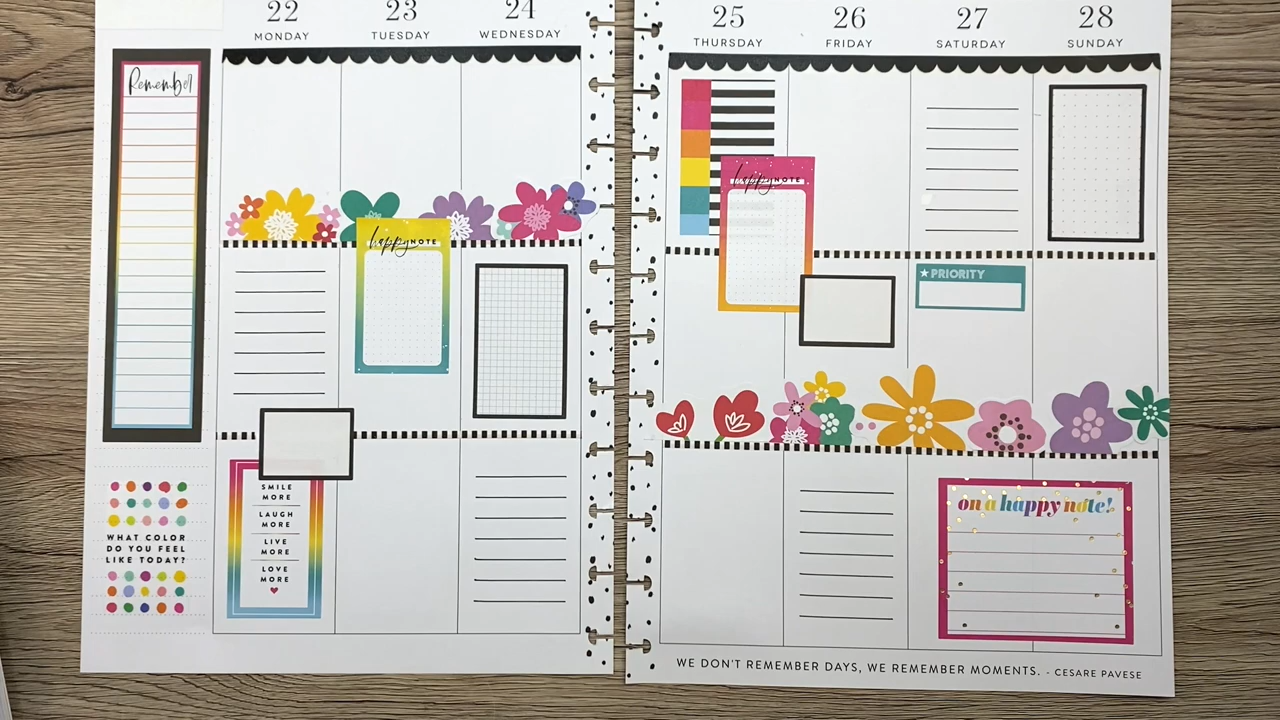 22
MONDAY
23
TUESDAY
24
WEDNESDAY
25
THURSDAY
26
FRIDAY
27
SATURDAY
28
SUNDAY
Remember
happy NOTE
happy NOTE
★ PRIORITY
SMILE
MORE
LAUGH
MORE
LIVE
MORE
LOVE
MORE
WHAT COLOR
DO YOU FEEL
LIKE TODAY?
on a happy note!
WE DON'T REMEMBER DAYS, WE REMEMBER MOMENTS. - CESARE PAVESE